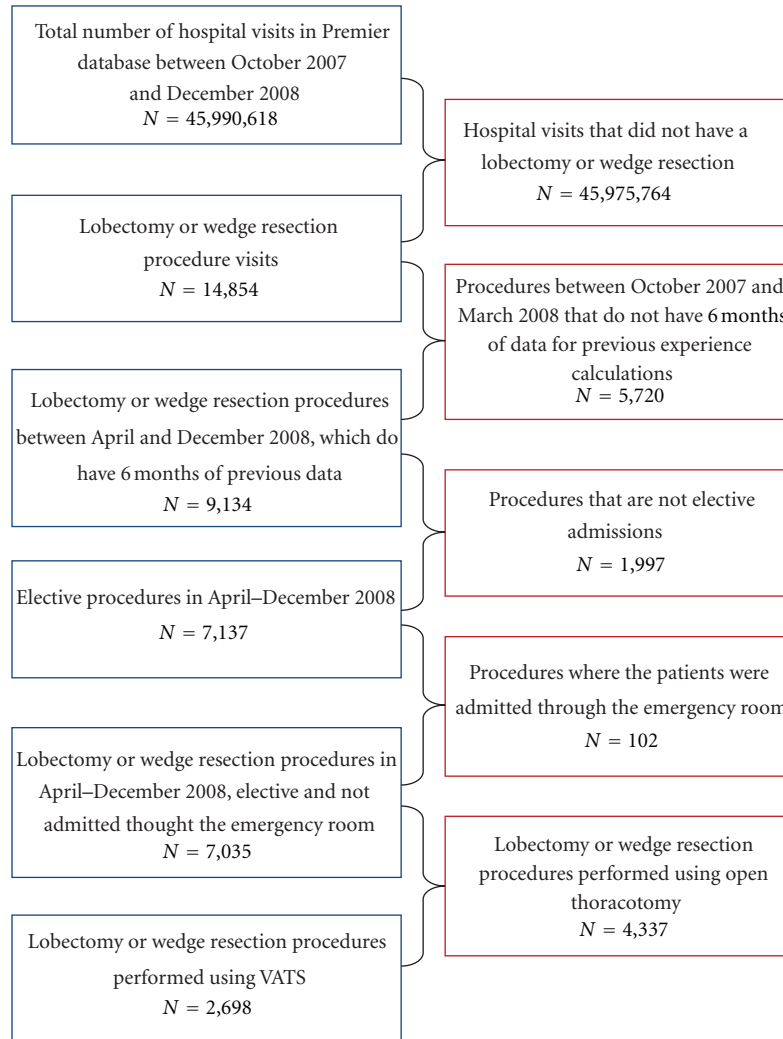 Total number of hospital visits in Premier
database between October 2007
and December 2008
N = 45,990,618
Hospital visits that did not have a
lobectomy or wedge resection
N = 45,975,764
Lobectomy or wedge resection
procedure visits
N = 14,854
Procedures between October 2007 and
March 2008 that do not have 6 months
of data for previous experience
calculations
N = 5,720
Lobectomy or wedge resection procedures
between April and December 2008, which do
have 6 months of previous data
N = 9,134
Procedures that are not elective
admissions
N = 1,997
Elective procedures in April–December 2008
N = 7,137
Procedures where the patients were
admitted through the emergency room
N = 102
Lobectomy or wedge resection procedures in
April–December 2008, elective and not
admitted thought the emergency room
N = 7,035
Lobectomy or wedge resection
procedures performed using open
thoracotomy
N = 4,337
Lobectomy or wedge resection procedures
performed using VATS
N = 2,698